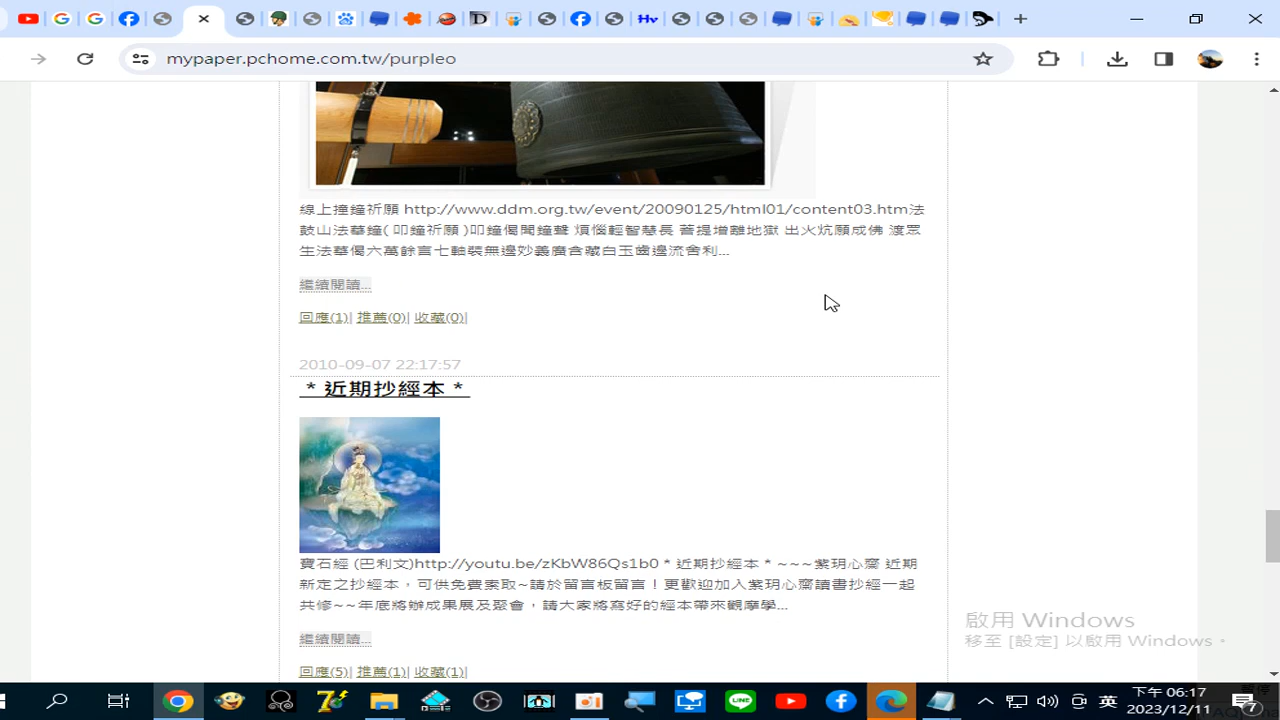 mypaper.pchome.com.tw/purpleo
線上撞鐘祈願 http://www.ddm.org.tw/event/20090125/html01/content03.htm法
鼓山法華鐘( 叩鐘祈願 )叩鐘偈聞鐘聲 煩惱輕智慧長 菩提增離地獄 出火炕願成佛 渡眾
生法華偈六萬餘言七軸裝無邊妙義廣含藏白玉齒邊流舍利...
繼續閱讀...
回應(1)| 推薦(0)| 收藏(0)|
2010-09-07 22:17:57
* 近期抄經本 *
寶石經 (巴利文)http://youtu.be/zKbW86Qs1b0 * 近期抄經本 * ~~~紫玥心齋 近期
新定之抄經本，可供免費索取~請於留言板留言！更歡迎加入紫玥心齋讀書抄經一起
共修~~年底將辦成果展及聚會，請大家將寫好的經本帶來觀摩學...
繼續閱讀...
回應(5)| 推薦(1)| 收藏(1)|
啟用 Windows
移至 [設定] 以啟用 Windows。
英
下午 06:17
2023/12/11
7